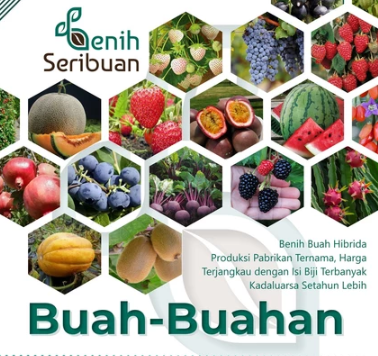 Benih
Seribuan
Benih Buah Hibrida
Produksi Pabrikan Ternama, Harga
Terjangkau dengan Isi Biji Terbanyak
Kadaluarsa Setahun Lebih
Buah-Buahan